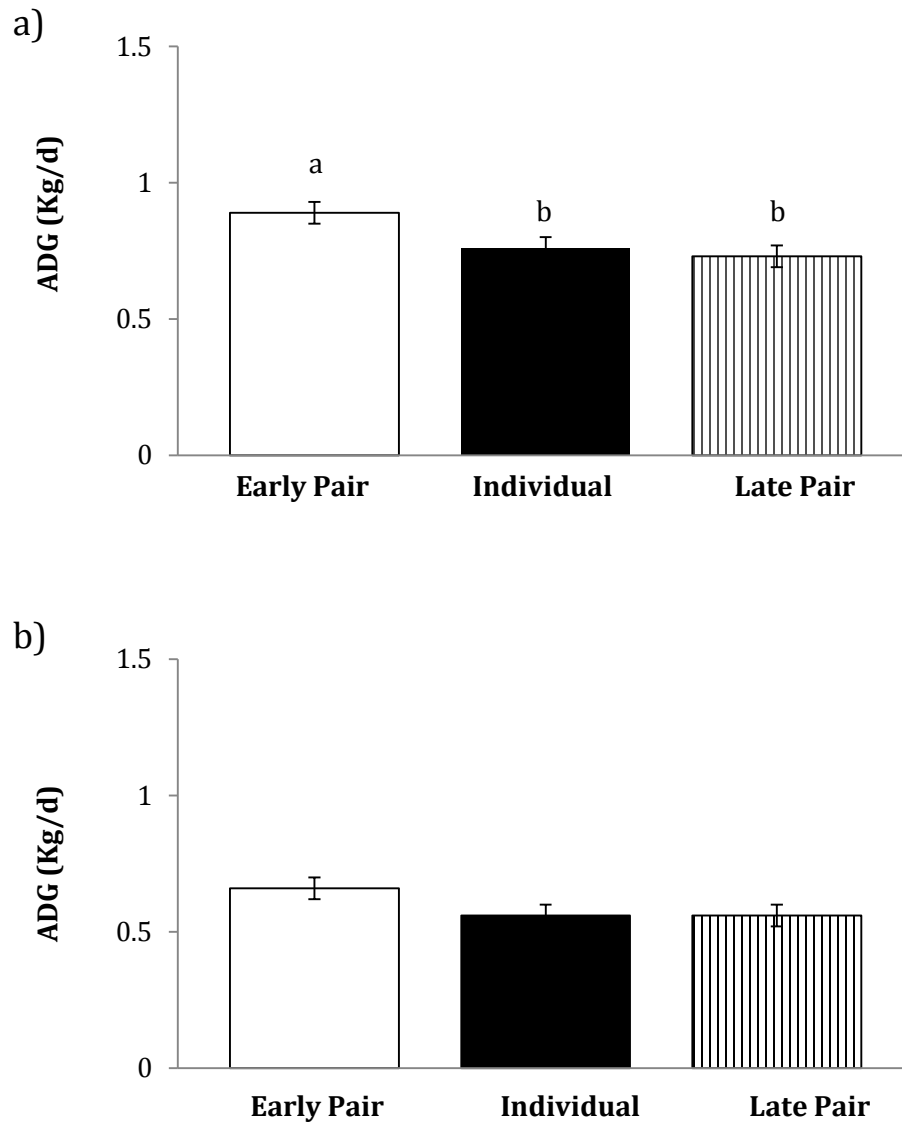 a)
1.5
1
0.5
0
ADG (Kg/d)
a
b
b
Early Pair Individual Late Pair
b)
1.5
1
0.5
0
ADG (Kg/d)
Early Pair Individual Late Pair